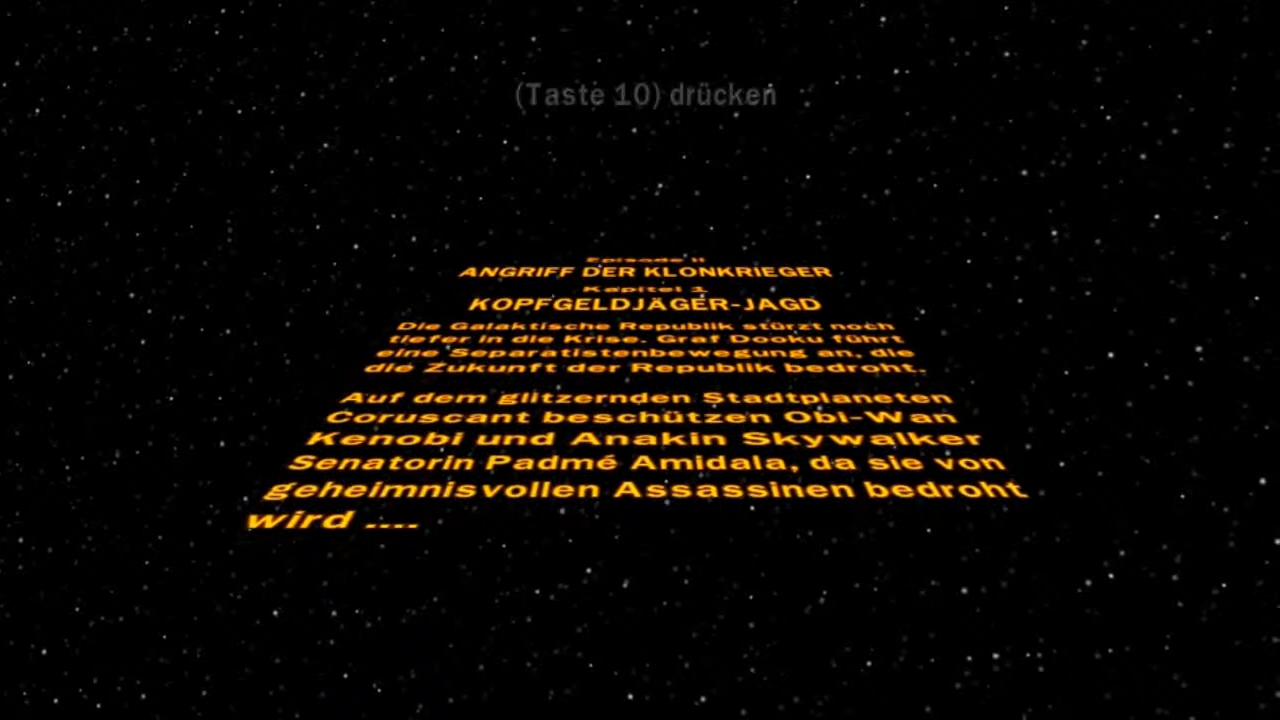 (Taste 10) drücken
Episode II
ANGRIFF DER KLONKRIEGER
Kapitel 1
KOPFGELDJÄGER-JAGD
Die Galaktische Republik stürzt noch
tiefer in die Krise. Graf Dooku führt
eine Separatistenbewegung an, die
die Zukunft der Republik bedroht.
Auf dem glitzernden Stadtplaneten
Coruscant beschützen Obi-Wan
Kenobi und Anakin Skywalker
Senatorin Padmé Amidala, da sie von
geheimnisvollen Assassinen bedroht
wird ....